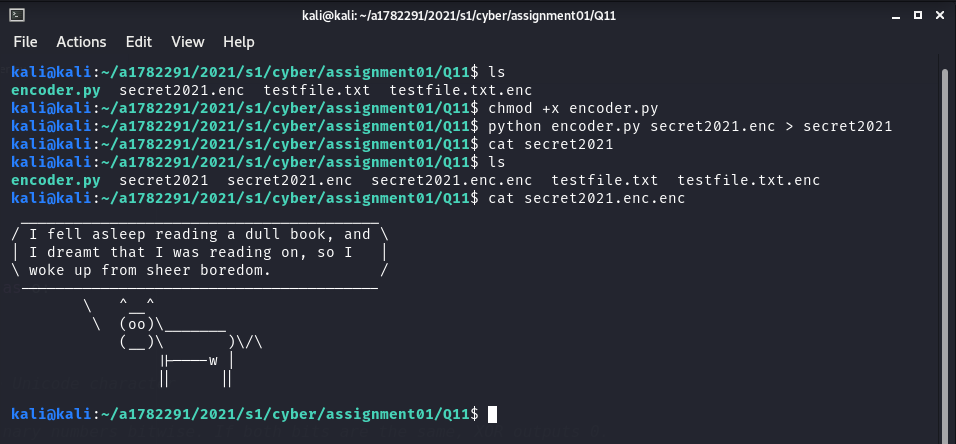 kali@kali: ~/a1782291/2021/s1/cyber/assignment01/Q11
File Actions Edit View Help
kali@kali:~/a1782291/2021/s1/cyber/assignment01/Q11$ ls
encoder.py  secret2021.enc  testfile.txt  testfile.txt.enc
kali@kali:~/a1782291/2021/s1/cyber/assignment01/Q11$ chmod +x encoder.py
kali@kali:~/a1782291/2021/s1/cyber/assignment01/Q11$ python encoder.py secret2021.enc > secret2021
kali@kali:~/a1782291/2021/s1/cyber/assignment01/Q11$ cat secret2021
kali@kali:~/a1782291/2021/s1/cyber/assignment01/Q11$ ls
encoder.py  secret2021  secret2021.enc  secret2021.enc.enc  testfile.txt  testfile.txt.enc
kali@kali:~/a1782291/2021/s1/cyber/assignment01/Q11$ cat secret2021.enc.enc
 ________________________________________
/ I fell asleep reading a dull book, and \
| I dreamt that I was reading on, so I   |
\ woke up from sheer boredom.            /
 ----------------------------------------
        \   ^__^
         \  (oo)\_______
            (__)\       )\/\
                ||----w |
                ||     ||
kali@kali:~/a1782291/2021/s1/cyber/assignment01/Q11$